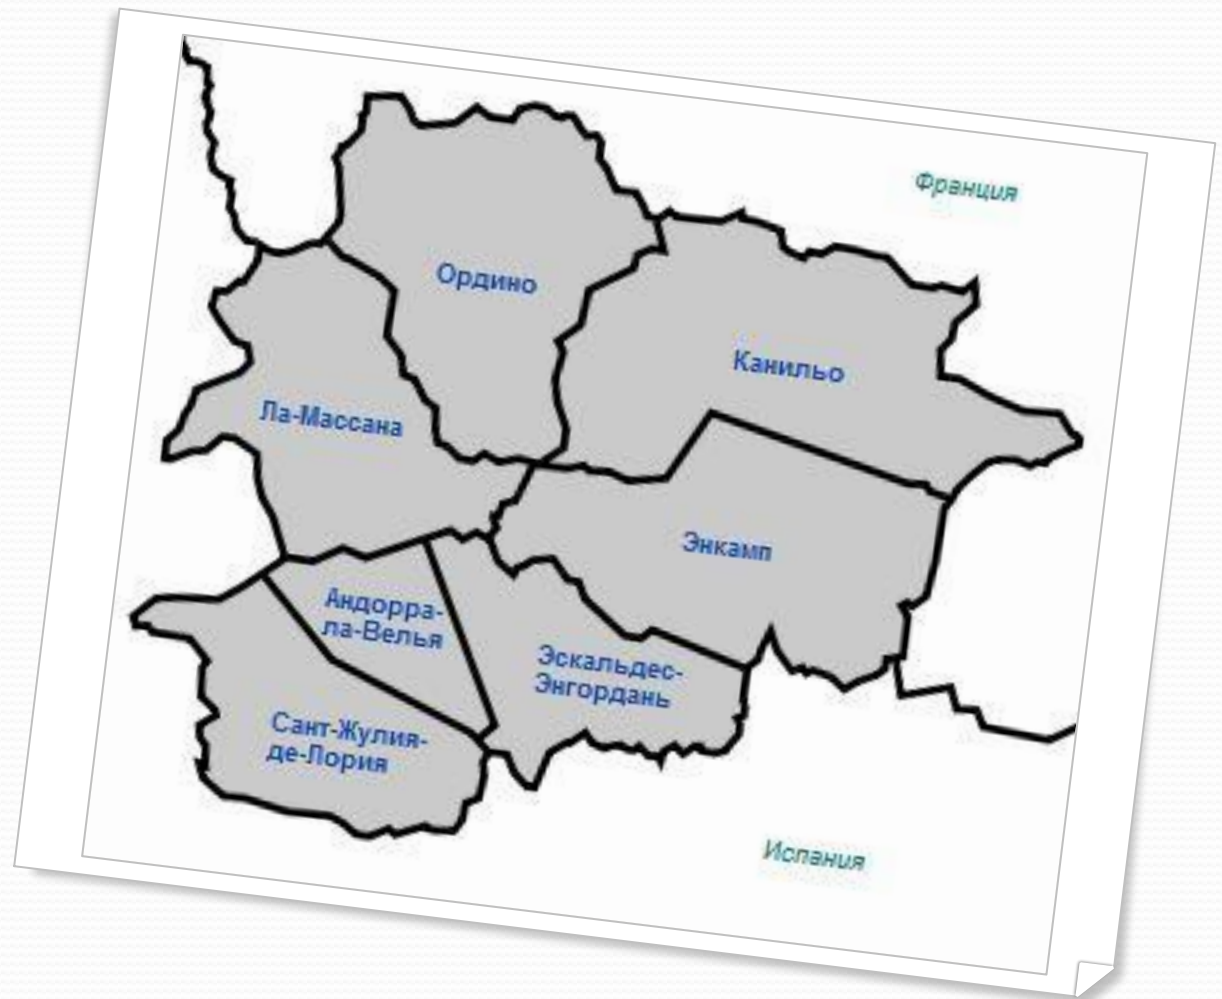 Франция
Ордино
Канильо
Ла-Массана
Энкамп
Андорра-
ла-Велья
Эскальдес-
Энгордань
Сант-Жулия-
де-Лория
Испания